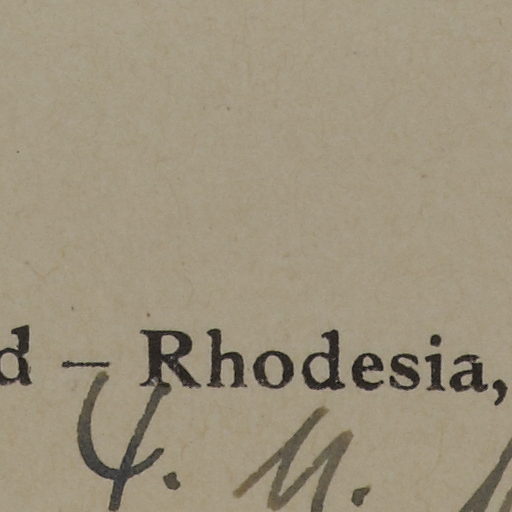 d – Rhodesia,
Y. M.